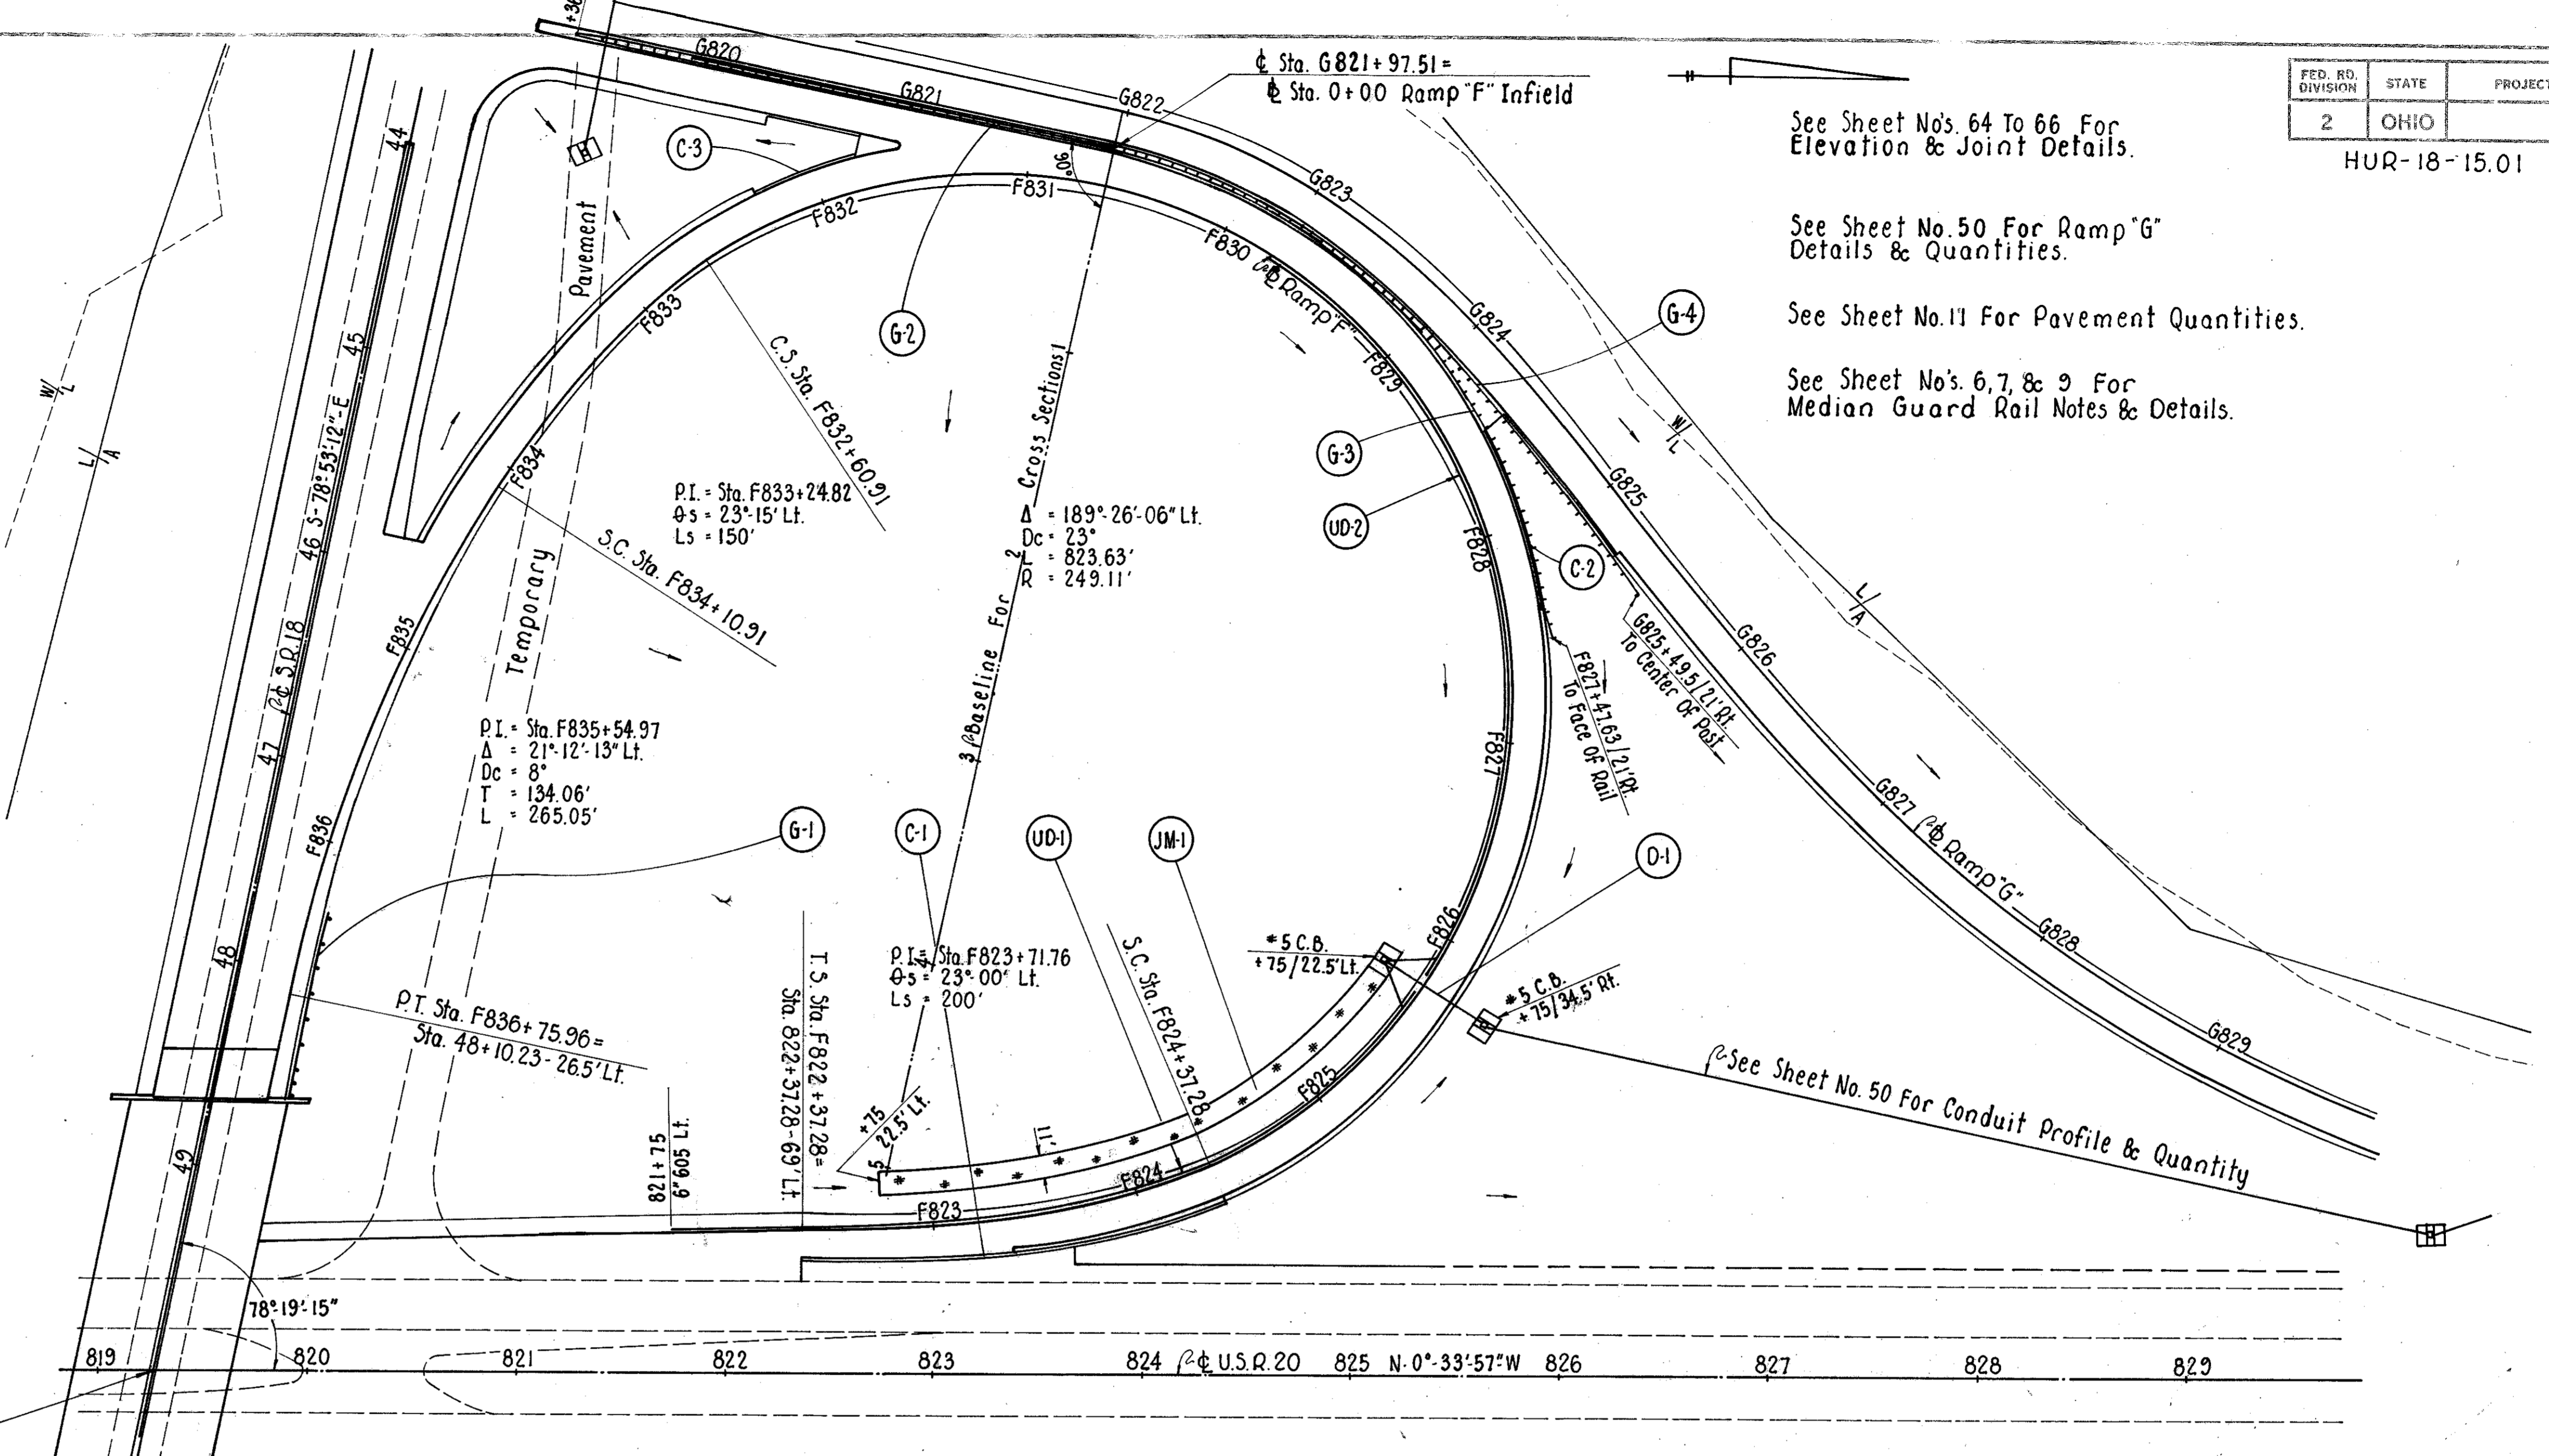 G820
G821
G822
G823
G824
G825
G826
G827
G828
G829
℄ Sta. G821+97.51=
℄ Sta. 0+00 Ramp "F" Infield
FED. RD. DIVISION
STATE
2
OHIO
HUR-18-15.01
See Sheet No's. 64 To 66 For
Elevation & Joint Details.
See Sheet No. 50 For Ramp "G"
Details & Quantities.
See Sheet No. 17 For Pavement Quantities.
See Sheet No's. 6, 7, & 9 For
Median Guard Rail Notes & Details.
C-3
90°
F831
F832
F830
℄ Ramp "F"
F829
F833
F834
F828
F835
F827
F836
F826
F825
F824
F823
G-2
G-4
G-3
UD-2
C-2
Pavement
Temporary
44
45
46 S-78°-53'-12"-E
℄ S.R. 18
47
48
49
W/L
L/A
W/L
L/A
C.S. Sta. F832+60.91
P.I. = Sta. F833+24.82
θs = 23°-15' Lt.
Ls = 150'
S.C. Sta. F834+10.91
1
2
3 Baseline For Cross Sections
4
5
Δ = 189°-26'-06" Lt.
Dc = 23°
L = 823.63'
R = 249.11'
G825+49.5/21' Rt.
To Center Of Post
F827+47.63/21' Rt.
To Face Of Rail
P.I. = Sta. F835+54.97
Δ = 21°-12'-13" Lt.
Dc = 8°
T = 134.06'
L = 265.05'
G-1
C-1
UD-1
JM-1
D-1
℄ Ramp "G"
P.I. = Sta. F823+71.76
θs = 23°-00' Lt.
Ls = 200'
S.C. Sta. F824+37.28
T.S. Sta. F822+37.28=
Sta. 822+37.28-69' Lt.
#5 C.B.
+75/22.5' Lt.
#5 C.B.
+75/34.5' Rt.
P.T. Sta. F836+75.96=
Sta. 48+10.23-26.5' Lt.
+75
22.5' Lt.
11'
821+75
6" 605 Lt.
See Sheet No. 50 For Conduit Profile & Quantity
78°-19'-15"
819 820 821 822 823 824 ℄ U.S.R. 20 825 N-0°-33'-57"W 826 827 828 829